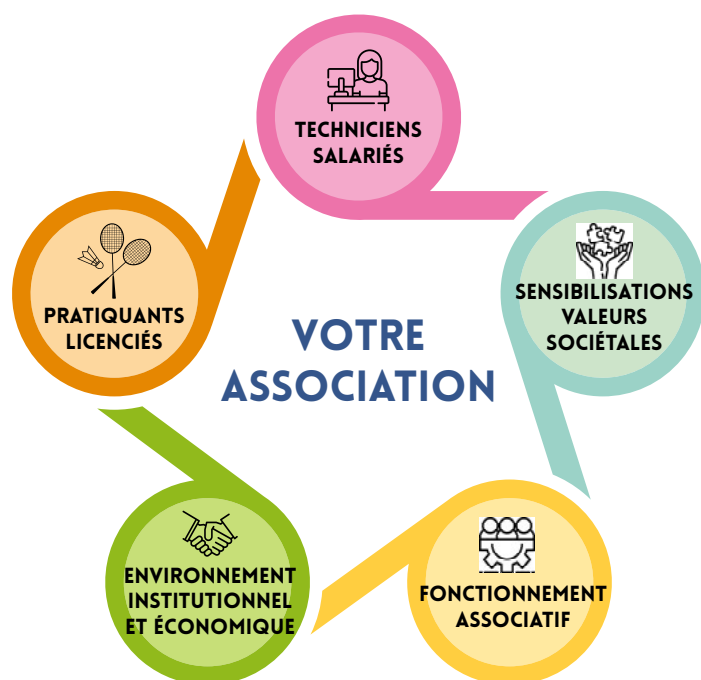 TECHNICIENS
SALARIÉS
SENSIBILISATIONS
VALEURS
SOCIÉTALES
PRATIQUANTS
LICENCIÉS
VOTRE
ASSOCIATION
ENVIRONNEMENT
INSTITUTIONNEL
ET ÉCONOMIQUE
FONCTIONNEMENT
ASSOCIATIF